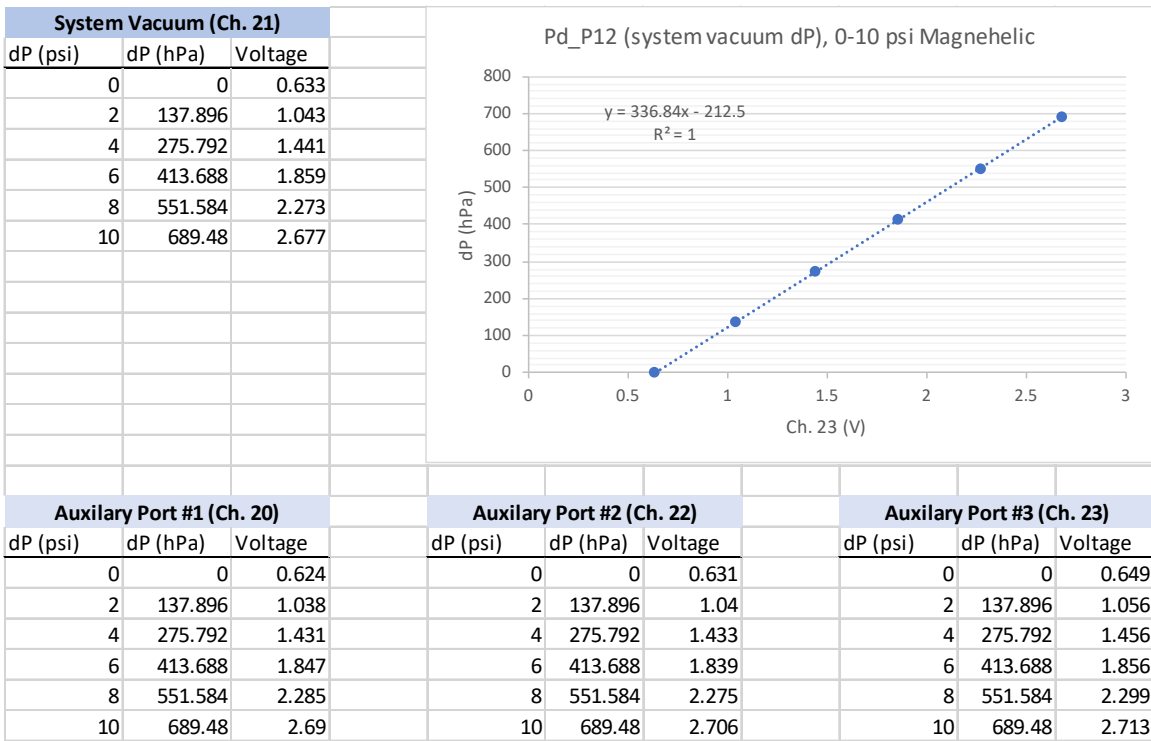 System Vacuum (Ch. 21)
dP (psi) dP (hPa) Voltage
0 0 0.633
2 137.896 1.043
4 275.792 1.441
6 413.688 1.859
8 551.584 2.273
10 689.48 2.677
Pd_P12 (system vacuum dP), 0-10 psi Magnehelic
y = 336.84x - 212.5
R² = 1
dP (hPa)
800
700
600
500
400
300
200
100
0
0 0.5 1 1.5 2 2.5 3
Ch. 23 (V)
Auxilary Port #1 (Ch. 20)
dP (psi) dP (hPa) Voltage
0 0 0.624
2 137.896 1.038
4 275.792 1.431
6 413.688 1.847
8 551.584 2.285
10 689.48 2.69
Auxilary Port #2 (Ch. 22)
dP (psi) dP (hPa) Voltage
0 0 0.631
2 137.896 1.04
4 275.792 1.433
6 413.688 1.839
8 551.584 2.275
10 689.48 2.706
Auxilary Port #3 (Ch. 23)
dP (psi) dP (hPa) Voltage
0 0 0.649
2 137.896 1.056
4 275.792 1.456
6 413.688 1.856
8 551.584 2.299
10 689.48 2.713